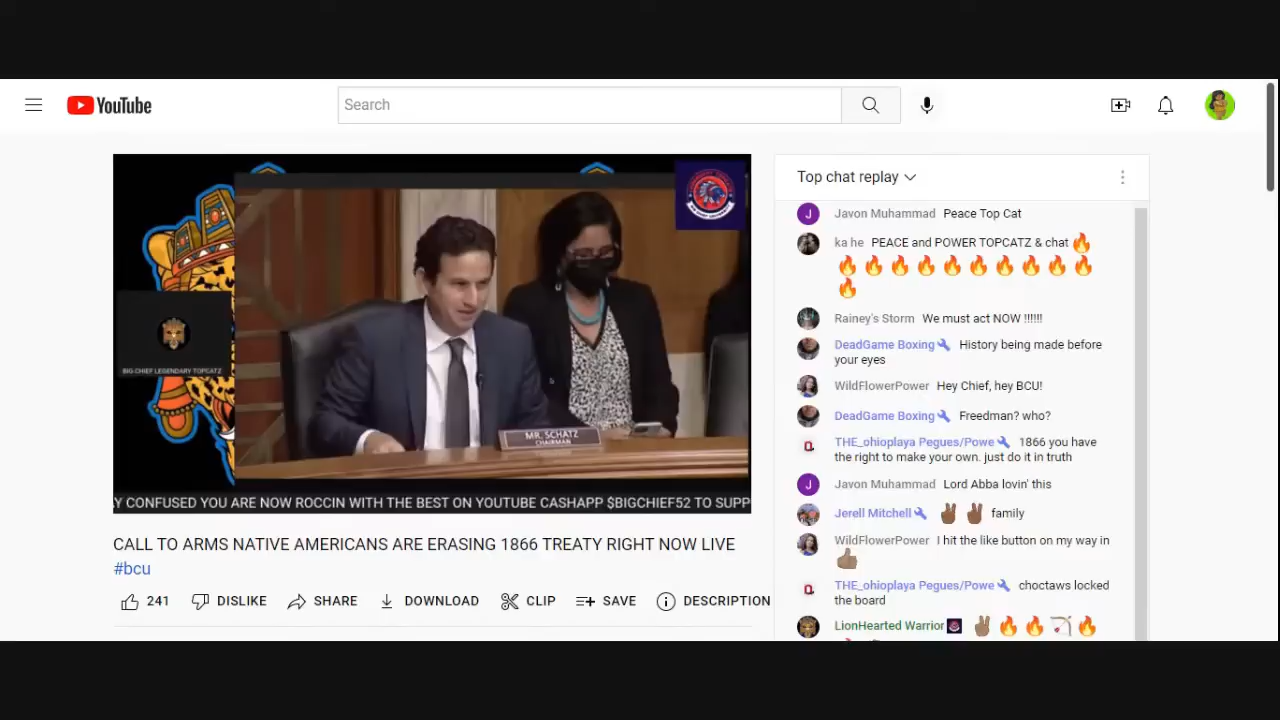 YouTube
Search
MR. SCHATZ
CHAIRMAN
BIG-CHIEF LEGENDARY TOPCATZ
Y CONFUSED YOU ARE NOW ROCCIN WITH THE BEST ON YOUTUBE CASHAPP $BIGCHIEF52 TO SUPP
CALL TO ARMS NATIVE AMERICANS ARE ERASING 1866 TREATY RIGHT NOW LIVE
#bcu
241 DISLIKE SHARE DOWNLOAD CLIP SAVE DESCRIPTION
Top chat replay
J Javon Muhammad Peace Top Cat
ka he PEACE and POWER TOPCATZ & chat 🔥
🔥🔥🔥🔥🔥🔥🔥🔥🔥🔥
🔥
Rainey's Storm We must act NOW !!!!!!
DeadGame Boxing History being made before
your eyes
WildFlowerPower Hey Chief, hey BCU!
DeadGame Boxing Freedman? who?
THE_ohioplaya Pegues/Powe 1866 you have
the right to make your own. just do it in truth
J Javon Muhammad Lord Abba lovin' this
Jerell Mitchell ✌🏾 ✌🏾 family
WildFlowerPower I hit the like button on my way in
👍🏽
THE_ohioplaya Pegues/Powe choctaws locked
the board
LionHearted Warrior ✌🏾🔥🔥🏹🔥